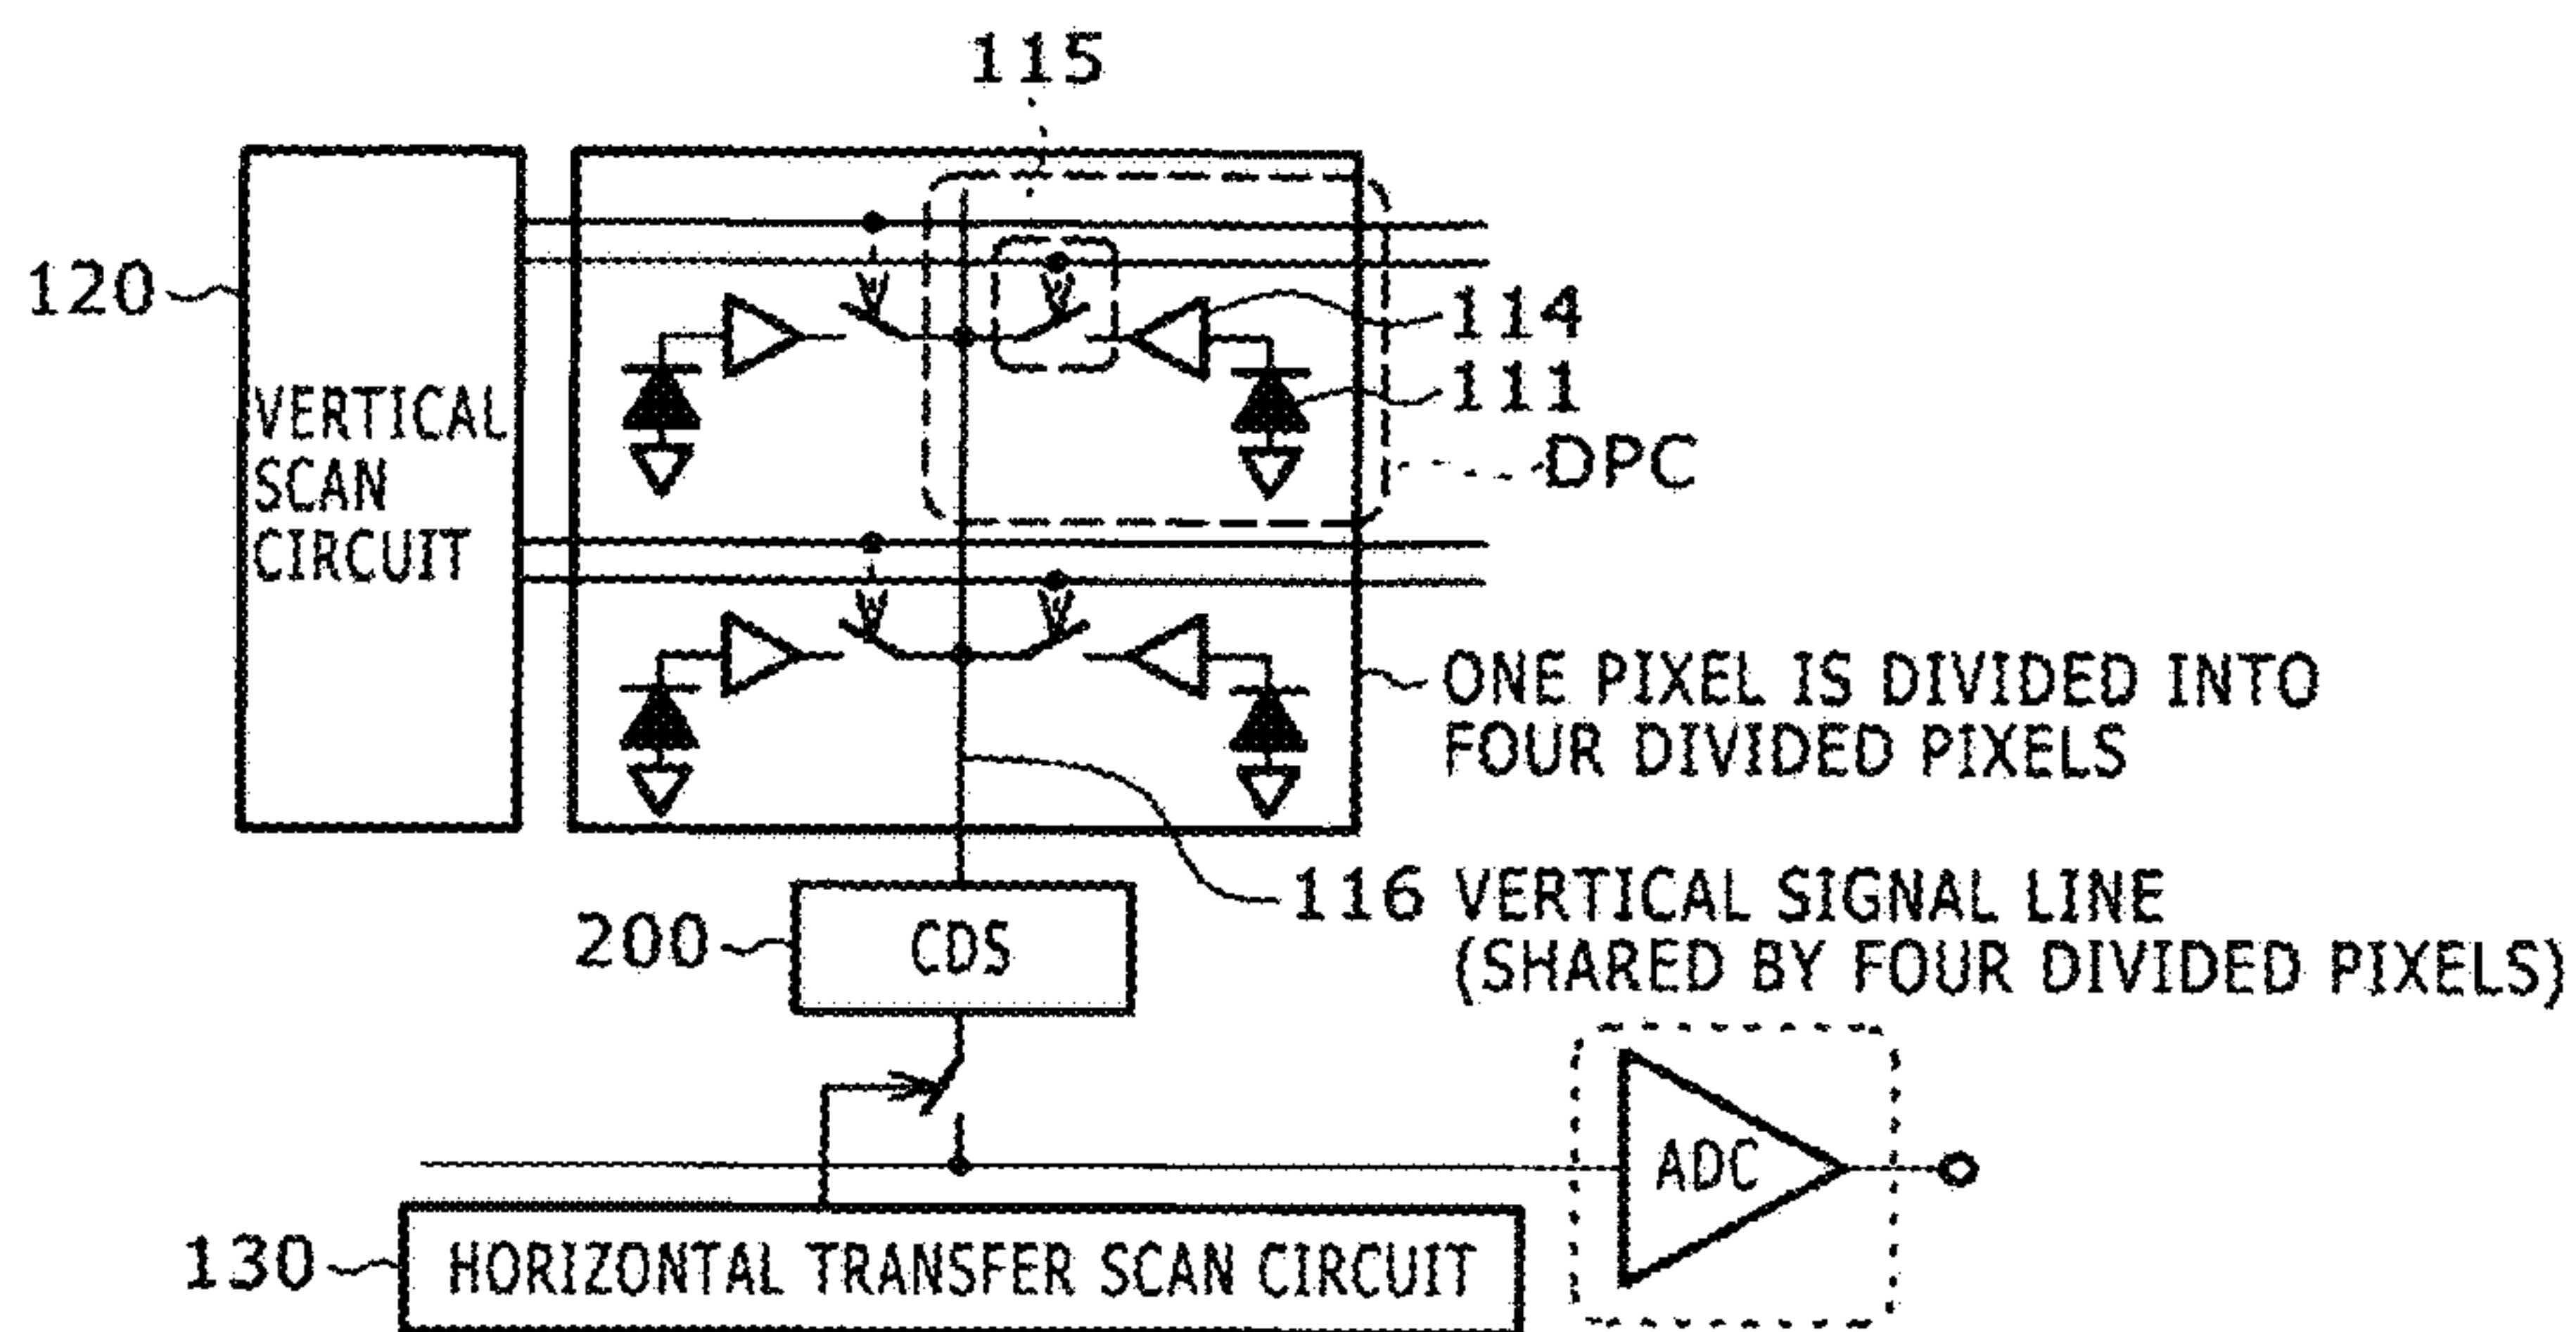 115
120
VERTICAL
SCAN
CIRCUIT
114
111
DPC
ONE PIXEL IS DIVIDED INTO
FOUR DIVIDED PIXELS
116 VERTICAL SIGNAL LINE
(SHARED BY FOUR DIVIDED PIXELS)
200
CDS
ADC
130
HORIZONTAL TRANSFER SCAN CIRCUIT